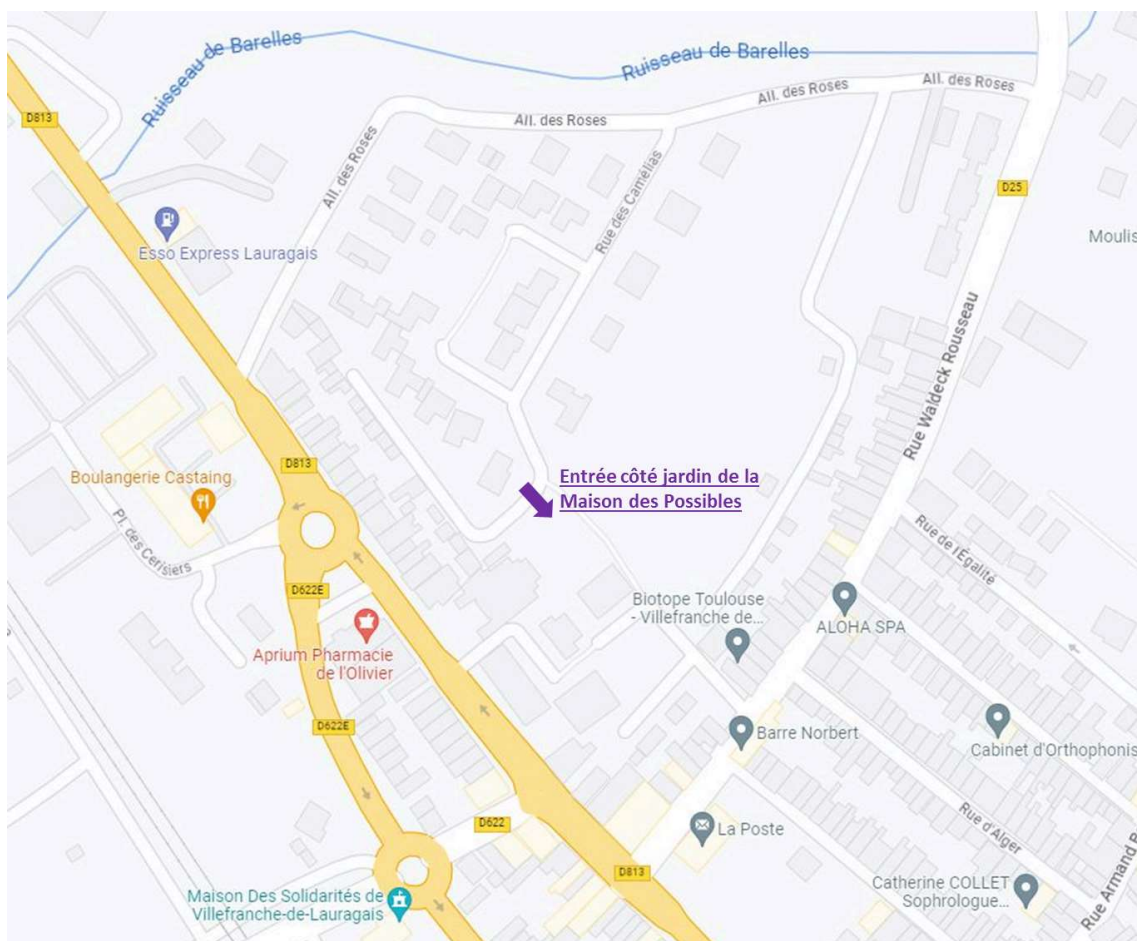 Ruisseau de Barelles
Ruisseau de Barelles
All. des Roses
All. des Roses
All. des Roses
All. des Roses
D813
Rue des Camélias
D25
Esso Express Lauragais
Moulis
Rue Waldeck Rousseau
D813
Boulangerie Castaing
Entrée côté jardin de la
Maison des Possibles
Pl. des Cerisiers
Rue de l'Égalité
D622E
Biotope Toulouse
- Villefranche de...
ALOHA SPA
Aprium Pharmacie
de l'Olivier
D622E
Barre Norbert
Cabinet d'Orthophonis
D622
La Poste
Rue d'Alger
D813
Maison Des Solidarités de
Villefranche-de-Lauragais
Catherine COLLET
Sophrologue...
Rue Armand B